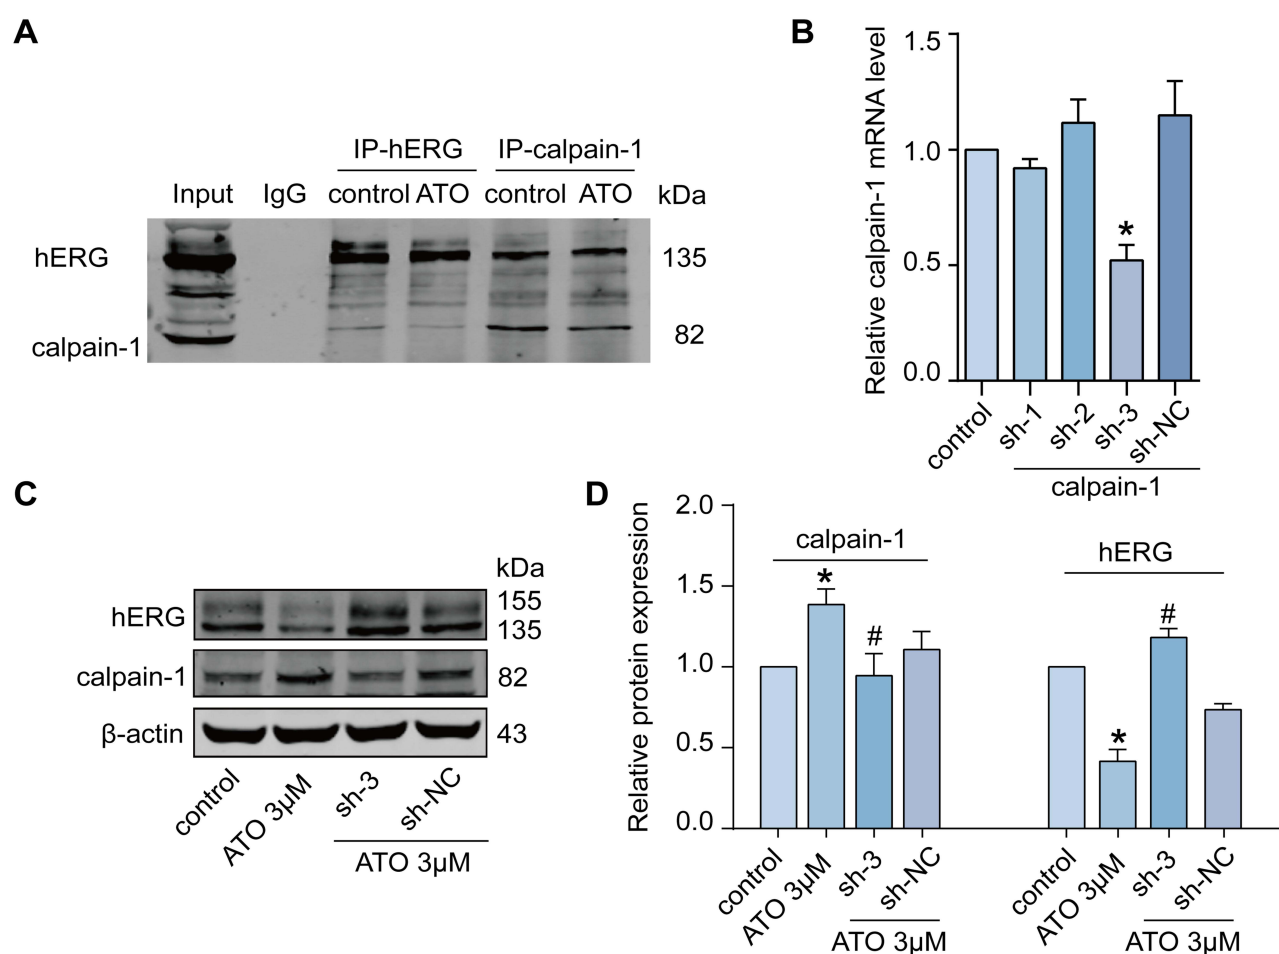 A
IP-hERG IP-calpain-1
Input IgG control ATO control ATO kDa
hERG 135
calpain-1 82
B
Relative calpain-1 mRNA level
1.5
1.0
0.5
0.0
*
control sh-1 sh-2 sh-3 sh-NC
calpain-1
C
kDa
hERG 155
135
calpain-1 82
β-actin 43
control ATO 3μM sh-3 sh-NC
ATO 3μM
D
Relative protein expression
2.0
1.5
1.0
0.5
0.0
calpain-1 hERG
* # * #
control ATO 3μM sh-3 sh-NC control ATO 3μM sh-3 sh-NC
ATO 3μM ATO 3μM